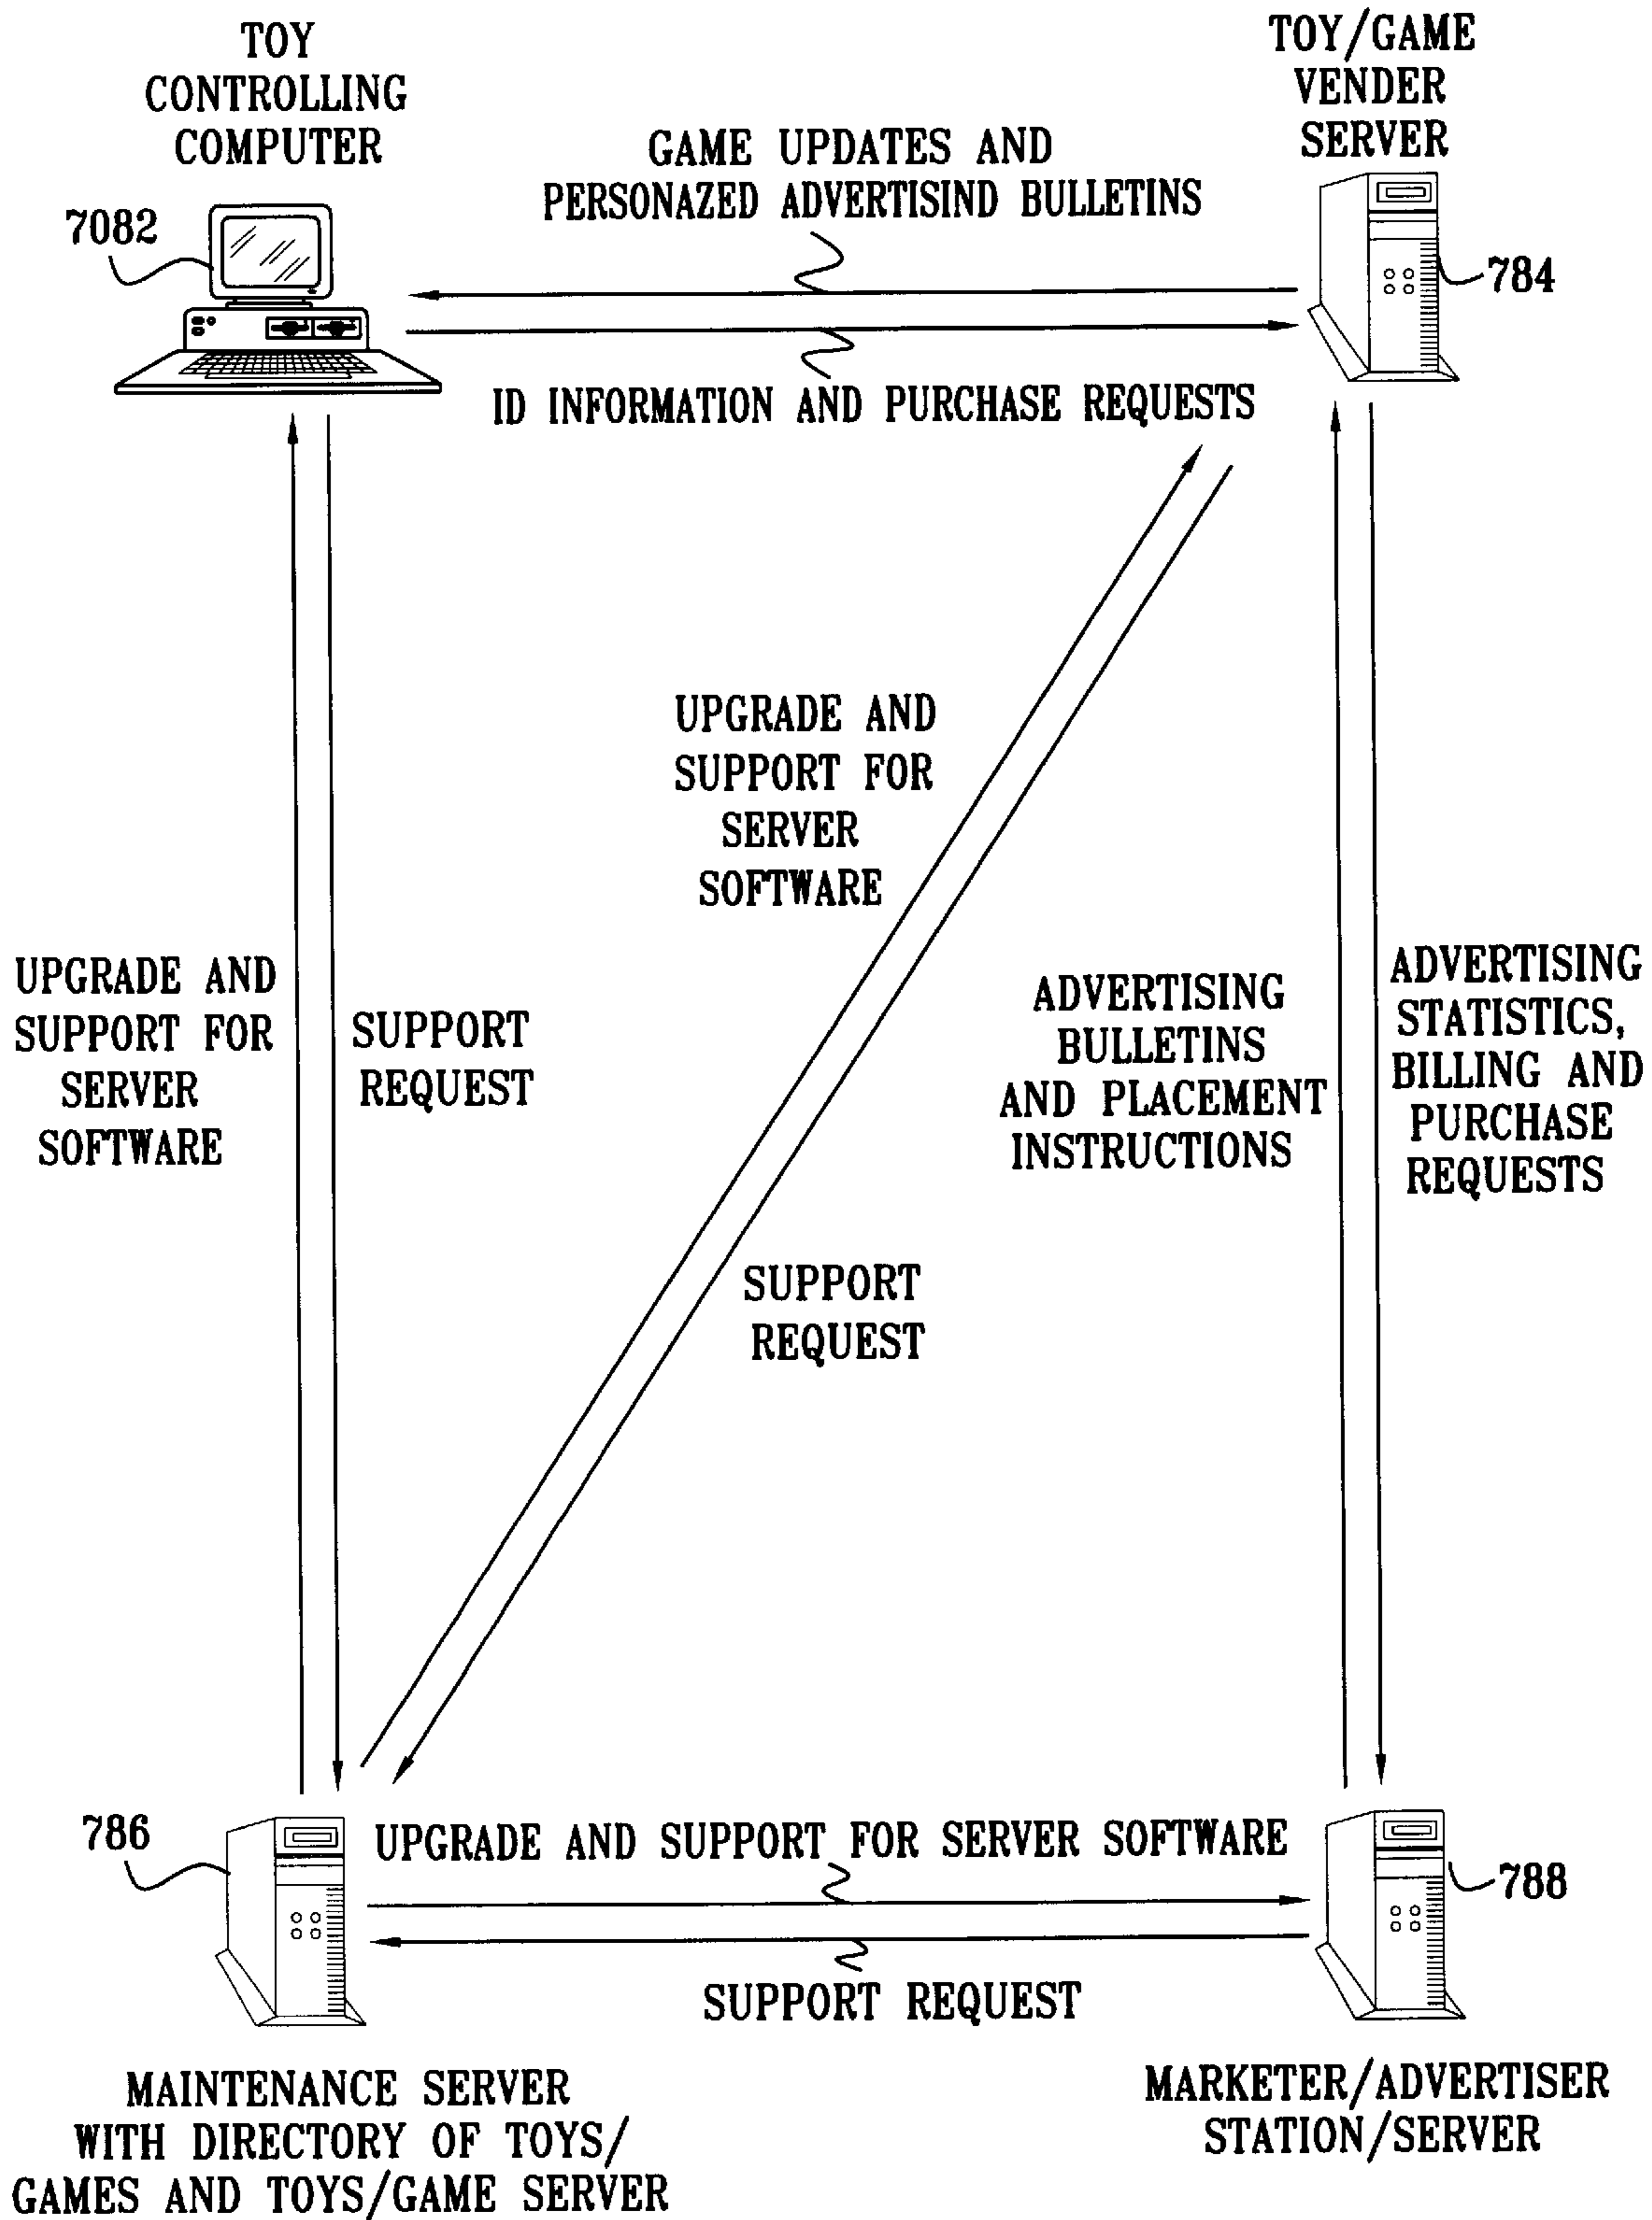 TOY
CONTROLLING
COMPUTER
TOY/GAME
VENDER
SERVER
GAME UPDATES AND
PERSONAZED ADVERTISIND BULLETINS
7082
784
ID INFORMATION AND PURCHASE REQUESTS
UPGRADE AND
SUPPORT FOR
SERVER
SOFTWARE
UPGRADE AND
SUPPORT FOR
SERVER
SOFTWARE
SUPPORT
REQUEST
ADVERTISING
BULLETINS
AND PLACEMENT
INSTRUCTIONS
ADVERTISING
STATISTICS,
BILLING AND
PURCHASE
REQUESTS
SUPPORT
REQUEST
786
UPGRADE AND SUPPORT FOR SERVER SOFTWARE
788
SUPPORT REQUEST
MAINTENANCE SERVER
WITH DIRECTORY OF TOYS/
GAMES AND TOYS/GAME SERVER
MARKETER/ADVERTISER
STATION/SERVER